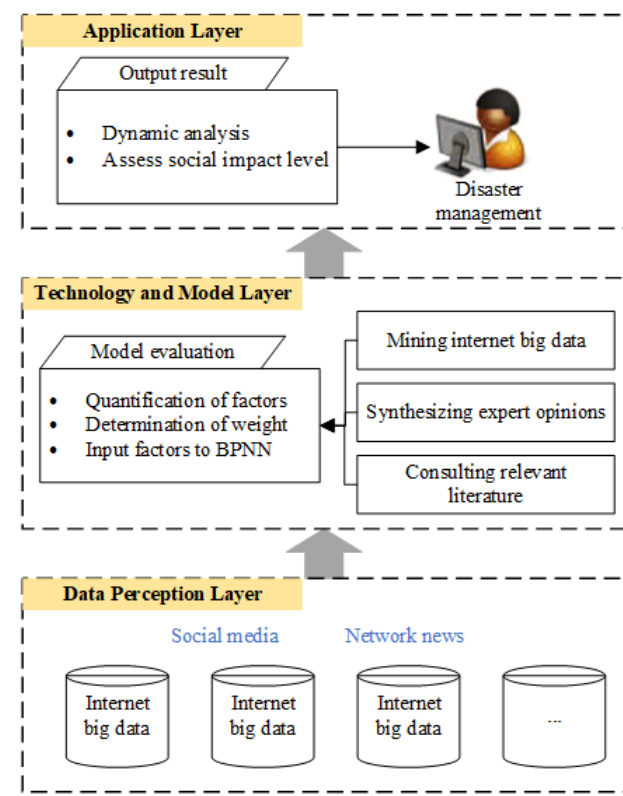 Application Layer
Output result
• Dynamic analysis
• Assess social impact level
Disaster
management
Technology and Model Layer
Model evaluation
• Quantification of factors
• Determination of weight
• Input factors to BPNN
Mining internet big data
Synthesizing expert opinions
Consulting relevant
literature
Data Perception Layer
Social media
Network news
Internet
big data
Internet
big data
Internet
big data
...